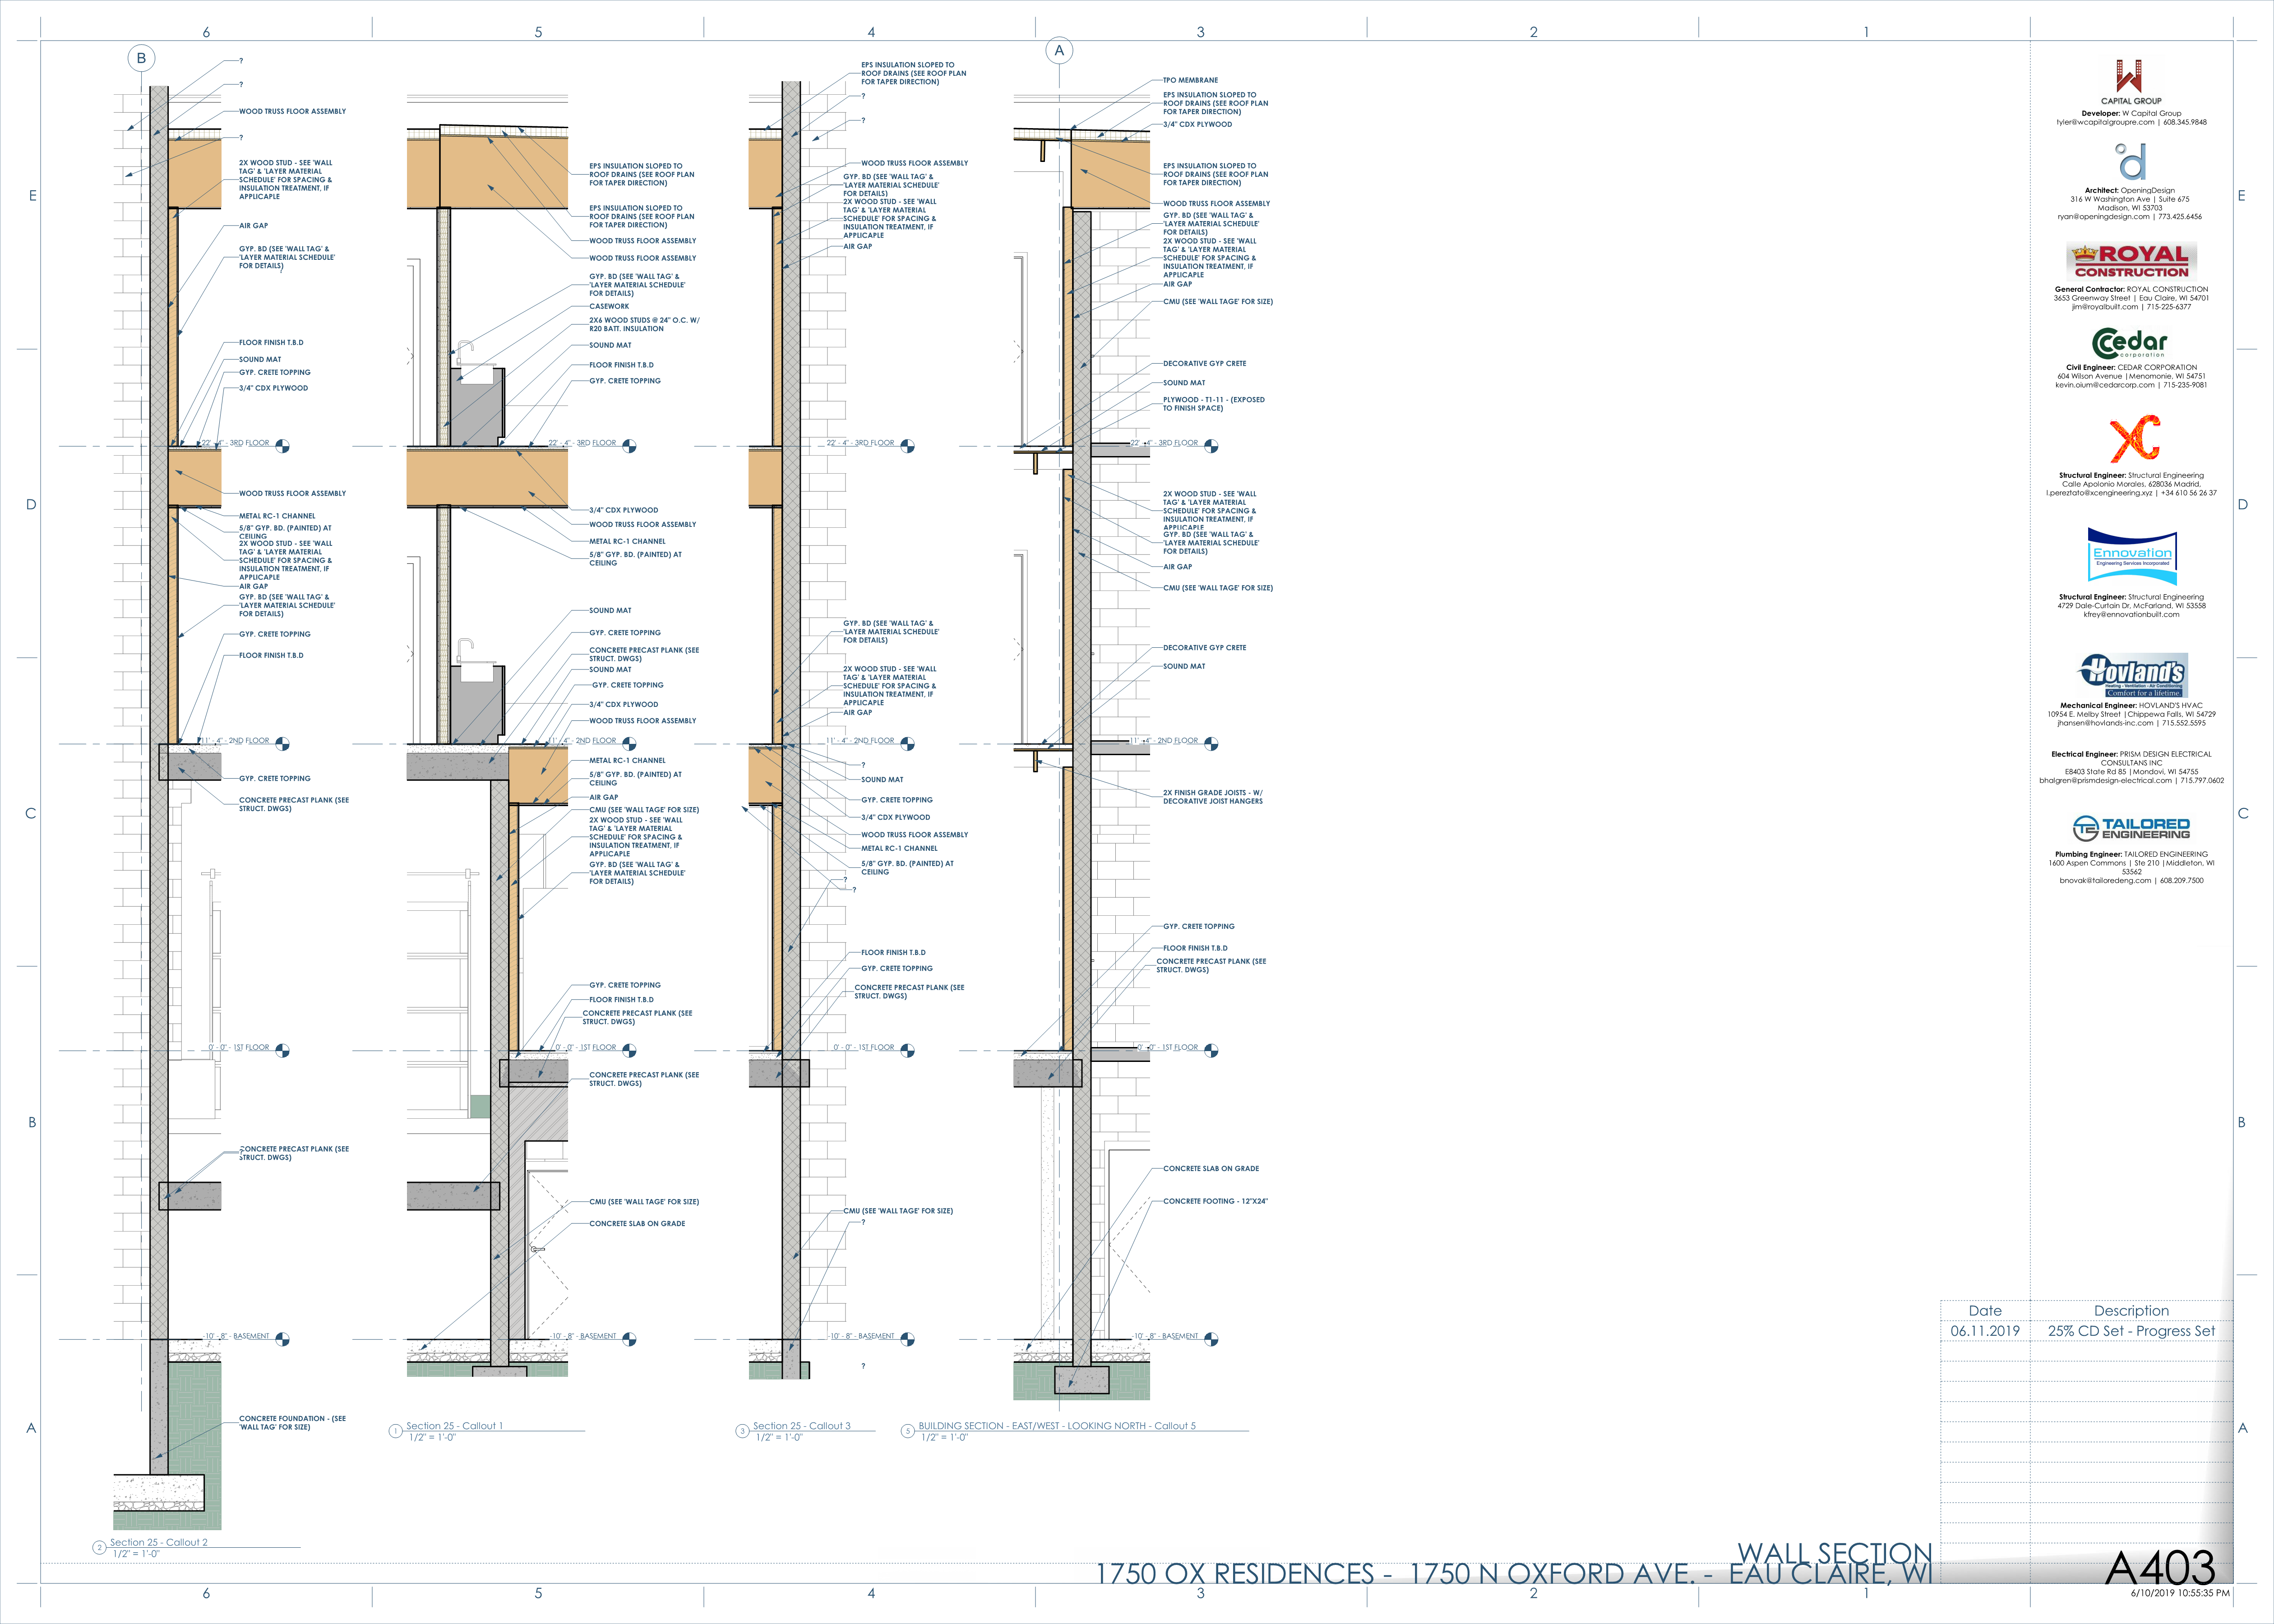 6
5
4
3
2
1
B
?
?
WOOD TRUSS FLOOR ASSEMBLY
?
2X WOOD STUD - SEE 'WALL
TAG' & 'LAYER MATERIAL
SCHEDULE' FOR SPACING &
INSULATION TREATMENT, IF
APPLICAPLE
AIR GAP
GYP. BD (SEE 'WALL TAG' &
'LAYER MATERIAL SCHEDULE'
FOR DETAILS)
FLOOR FINISH T.B.D
SOUND MAT
GYP. CRETE TOPPING
3/4" CDX PLYWOOD
22' - 4" - 3RD FLOOR
WOOD TRUSS FLOOR ASSEMBLY
METAL RC-1 CHANNEL
5/8" GYP. BD. (PAINTED) AT
CEILING
2X WOOD STUD - SEE 'WALL
TAG' & 'LAYER MATERIAL
SCHEDULE' FOR SPACING &
INSULATION TREATMENT, IF
APPLICAPLE
AIR GAP
GYP. BD (SEE 'WALL TAG' &
'LAYER MATERIAL SCHEDULE'
FOR DETAILS)
GYP. CRETE TOPPING
FLOOR FINISH T.B.D
11' - 4" - 2ND FLOOR
GYP. CRETE TOPPING
CONCRETE PRECAST PLANK (SEE
STRUCT. DWGS)
0' - 0" - 1ST FLOOR
CONCRETE PRECAST PLANK (SEE
STRUCT. DWGS)
-10' - 8" - BASEMENT
CONCRETE FOUNDATION - (SEE
'WALL TAG' FOR SIZE)
2
Section 25 - Callout 2
1/2" = 1'-0"
EPS INSULATION SLOPED TO
ROOF DRAINS (SEE ROOF PLAN
FOR TAPER DIRECTION)
EPS INSULATION SLOPED TO
ROOF DRAINS (SEE ROOF PLAN
FOR TAPER DIRECTION)
WOOD TRUSS FLOOR ASSEMBLY
WOOD TRUSS FLOOR ASSEMBLY
GYP. BD (SEE 'WALL TAG' &
'LAYER MATERIAL SCHEDULE'
FOR DETAILS)
CASEWORK
2X6 WOOD STUDS @ 24" O.C. W/
R20 BATT. INSULATION
SOUND MAT
FLOOR FINISH T.B.D
GYP. CRETE TOPPING
22' - 4" - 3RD FLOOR
3/4" CDX PLYWOOD
WOOD TRUSS FLOOR ASSEMBLY
METAL RC-1 CHANNEL
5/8" GYP. BD. (PAINTED) AT
CEILING
SOUND MAT
GYP. CRETE TOPPING
CONCRETE PRECAST PLANK (SEE
STRUCT. DWGS)
SOUND MAT
GYP. CRETE TOPPING
3/4" CDX PLYWOOD
WOOD TRUSS FLOOR ASSEMBLY
11' - 4" - 2ND FLOOR
METAL RC-1 CHANNEL
5/8" GYP. BD. (PAINTED) AT
CEILING
AIR GAP
CMU (SEE 'WALL TAGE' FOR SIZE)
2X WOOD STUD - SEE 'WALL
TAG' & 'LAYER MATERIAL
SCHEDULE' FOR SPACING &
INSULATION TREATMENT, IF
APPLICAPLE
GYP. BD (SEE 'WALL TAG' &
'LAYER MATERIAL SCHEDULE'
FOR DETAILS)
GYP. CRETE TOPPING
FLOOR FINISH T.B.D
CONCRETE PRECAST PLANK (SEE
STRUCT. DWGS)
0' - 0" - 1ST FLOOR
CONCRETE PRECAST PLANK (SEE
STRUCT. DWGS)
CMU (SEE 'WALL TAGE' FOR SIZE)
CONCRETE SLAB ON GRADE
-10' - 8" - BASEMENT
1
Section 25 - Callout 1
1/2" = 1'-0"
EPS INSULATION SLOPED TO
ROOF DRAINS (SEE ROOF PLAN
FOR TAPER DIRECTION)
?
?
WOOD TRUSS FLOOR ASSEMBLY
GYP. BD (SEE 'WALL TAG' &
'LAYER MATERIAL SCHEDULE'
FOR DETAILS)
2X WOOD STUD - SEE 'WALL
TAG' & 'LAYER MATERIAL
SCHEDULE' FOR SPACING &
INSULATION TREATMENT, IF
APPLICAPLE
AIR GAP
22' - 4" - 3RD FLOOR
GYP. BD (SEE 'WALL TAG' &
'LAYER MATERIAL SCHEDULE'
FOR DETAILS)
2X WOOD STUD - SEE 'WALL
TAG' & 'LAYER MATERIAL
SCHEDULE' FOR SPACING &
INSULATION TREATMENT, IF
APPLICAPLE
AIR GAP
11' - 4" - 2ND FLOOR
?
SOUND MAT
GYP. CRETE TOPPING
3/4" CDX PLYWOOD
WOOD TRUSS FLOOR ASSEMBLY
METAL RC-1 CHANNEL
5/8" GYP. BD. (PAINTED) AT
CEILING
?
?
FLOOR FINISH T.B.D
GYP. CRETE TOPPING
CONCRETE PRECAST PLANK (SEE
STRUCT. DWGS)
0' - 0" - 1ST FLOOR
CMU (SEE 'WALL TAGE' FOR SIZE)
?
-10' - 8" - BASEMENT
?
3
Section 25 - Callout 3
1/2" = 1'-0"
A
TPO MEMBRANE
EPS INSULATION SLOPED TO
ROOF DRAINS (SEE ROOF PLAN
FOR TAPER DIRECTION)
3/4" CDX PLYWOOD
EPS INSULATION SLOPED TO
ROOF DRAINS (SEE ROOF PLAN
FOR TAPER DIRECTION)
WOOD TRUSS FLOOR ASSEMBLY
GYP. BD (SEE 'WALL TAG' &
'LAYER MATERIAL SCHEDULE'
FOR DETAILS)
2X WOOD STUD - SEE 'WALL
TAG' & 'LAYER MATERIAL
SCHEDULE' FOR SPACING &
INSULATION TREATMENT, IF
APPLICAPLE
AIR GAP
CMU (SEE 'WALL TAGE' FOR SIZE)
DECORATIVE GYP CRETE
SOUND MAT
PLYWOOD - T1-11 - (EXPOSED
TO FINISH SPACE)
22' - 4" - 3RD FLOOR
2X WOOD STUD - SEE 'WALL
TAG' & 'LAYER MATERIAL
SCHEDULE' FOR SPACING &
INSULATION TREATMENT, IF
APPLICAPLE
GYP. BD (SEE 'WALL TAG' &
'LAYER MATERIAL SCHEDULE'
FOR DETAILS)
AIR GAP
CMU (SEE 'WALL TAGE' FOR SIZE)
DECORATIVE GYP CRETE
SOUND MAT
11' - 4" - 2ND FLOOR
2X FINISH GRADE JOISTS - W/
DECORATIVE JOIST HANGERS
GYP. CRETE TOPPING
FLOOR FINISH T.B.D
CONCRETE PRECAST PLANK (SEE
STRUCT. DWGS)
0' - 0" - 1ST FLOOR
CONCRETE SLAB ON GRADE
CONCRETE FOOTING - 12"X24"
-10' - 8" - BASEMENT
5
BUILDING SECTION - EAST/WEST - LOOKING NORTH - Callout 5
1/2" = 1'-0"
E
D
C
B
A
E
D
C
B
A
CAPITAL GROUP
Developer: W Capital Group
tyler@wcapitalgroupre.com | 608.345.9848
Architect: OpeningDesign
316 W Washington Ave | Suite 675
Madison, WI 53703
ryan@openingdesign.com | 773.425.6456
ROYAL
CONSTRUCTION
General Contractor: ROYAL CONSTRUCTION
3653 Greenway Street | Eau Claire, WI 54701
jim@royalbuilt.com | 715-225-6377
Cedar
corporation
Civil Engineer: CEDAR CORPORATION
604 Wilson Avenue |Menomonie, WI 54751
kevin.oium@cedarcorp.com | 715-235-9081
XC
Structural Engineer: Structural Engineering
Calle Apolonio Morales, 628036 Madrid,
l.pereztato@xcengineering.xyz | +34 610 56 26 37
Ennovation
Engineering Services Incorporated
Structural Engineer: Structural Engineering
4729 Dale-Curtain Dr, McFarland, WI 53558
kfrey@ennovationbuilt.com
Hovland's
Heating - Ventilation - Air Conditioning
Comfort for a lifetime.
Mechanical Engineer: HOVLAND'S HVAC
10954 E. Melby Street |Chippewa Falls, WI 54729
jhansen@hovlands-inc.com | 715.552.5595
Electrical Engineer: PRISM DESIGN ELECTRICAL
CONSULTANS INC
E8403 State Rd 85 |Mondovi, WI 54755
bhalgren@prismdesign-electrical.com | 715.797.0602
TE TAILORED
ENGINEERING
Plumbing Engineer: TAILORED ENGINEERING
1600 Aspen Commons | Ste 210 |Middleton, WI
53562
bnovak@tailoredeng.com | 608.209.7500
Date Description
06.11.2019 25% CD Set - Progress Set
WALL SECTION
1750 OX RESIDENCES - 1750 N OXFORD AVE. - EAU CLAIRE, WI
A403
6/10/2019 10:55:35 PM
6
5
4
3
2
1